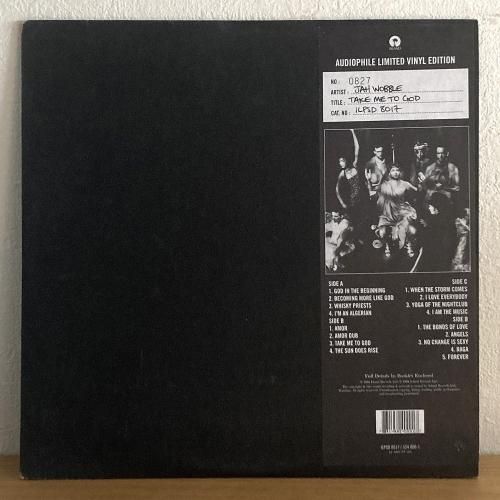 ISLAND
AUDIOPHILE LIMITED VINYL EDITION
NO: 0827
ARTIST: JAH WOBBLE
TITLE: TAKE ME TO GOD
CAT. NO: ILPSD 8017
SIDE A
1. GOD IN THE BEGINNING
2. BECOMING MORE LIKE GOD
3. WHISKY PRIESTS
4. I'M AN ALGERIAN
SIDE B
1. AMOR
2. AMOR DUB
3. TAKE ME TO GOD
4. THE SUN DOES RISE
SIDE C
1. WHEN THE STORM COMES
2. I LOVE EVERYBODY
3. YOGA OF THE NIGHTCLUB
4. I AM THE MUSIC
SIDE D
1. THE BONDS OF LOVE
2. ANGELS
3. NO CHANGE IS SEXY
4. RAGA
5. FOREVER
Full Details In Booklet Enclosed